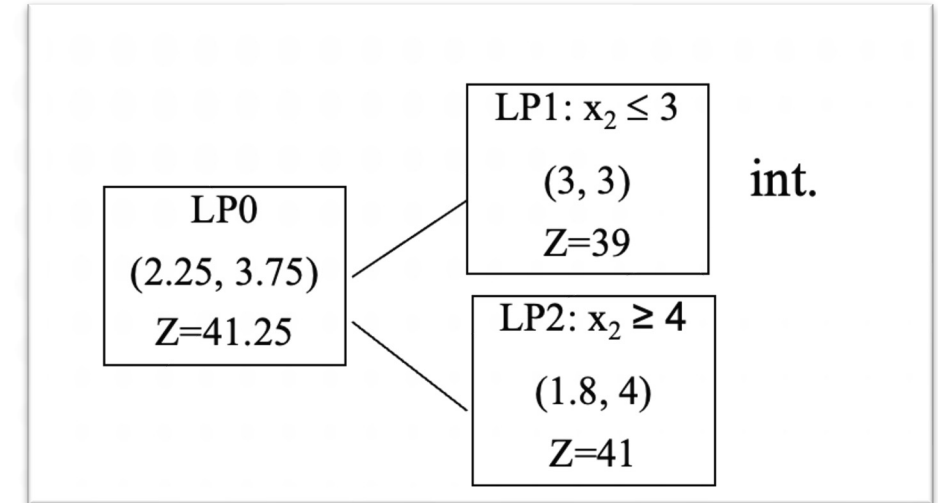 LP0
(2.25, 3.75)
Z=41.25
LP1: x₂ ≤ 3
(3, 3)
Z=39
int.
LP2: x₂ ≥ 4
(1.8, 4)
Z=41